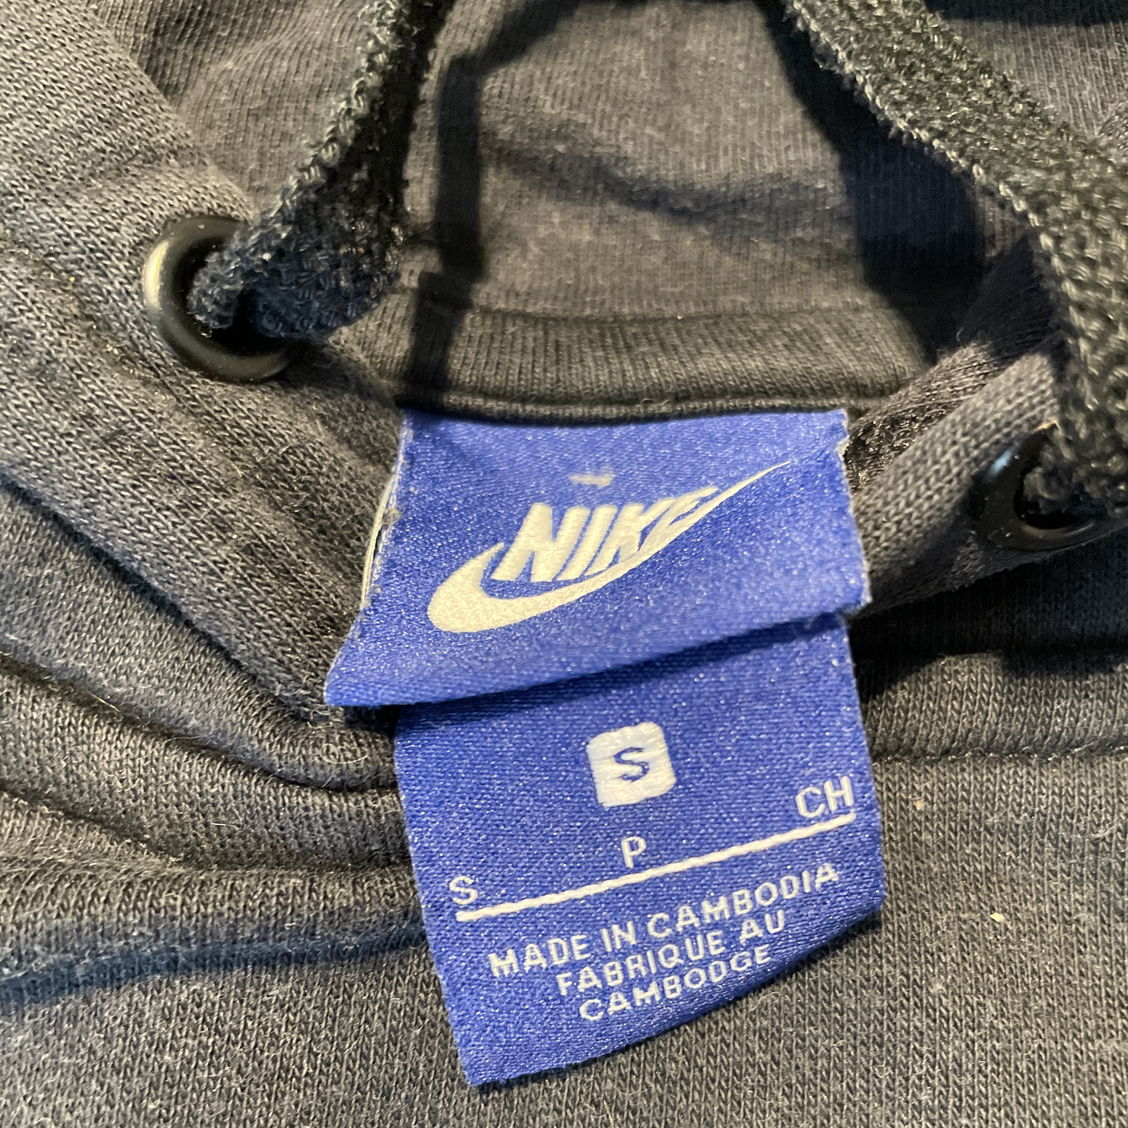 NIKE
S
S P CH
MADE IN CAMBODIA
FABRIQUE AU
CAMBODGE